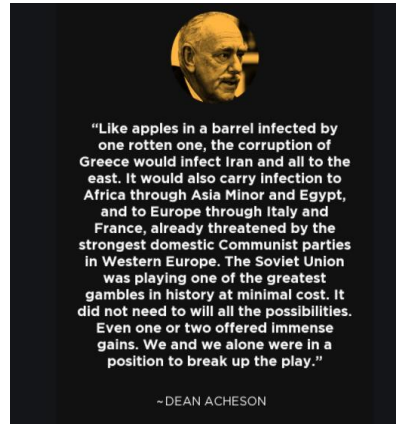 “Like apples in a barrel infected by
one rotten one, the corruption of
Greece would infect Iran and all to the
east. It would also carry infection to
Africa through Asia Minor and Egypt,
and to Europe through Italy and
France, already threatened by the
strongest domestic Communist parties
in Western Europe. The Soviet Union
was playing one of the greatest
gambles in history at minimal cost. It
did not need to will all the possibilities.
Even one or two offered immense
gains. We and we alone were in a
position to break up the play.”
~DEAN ACHESON